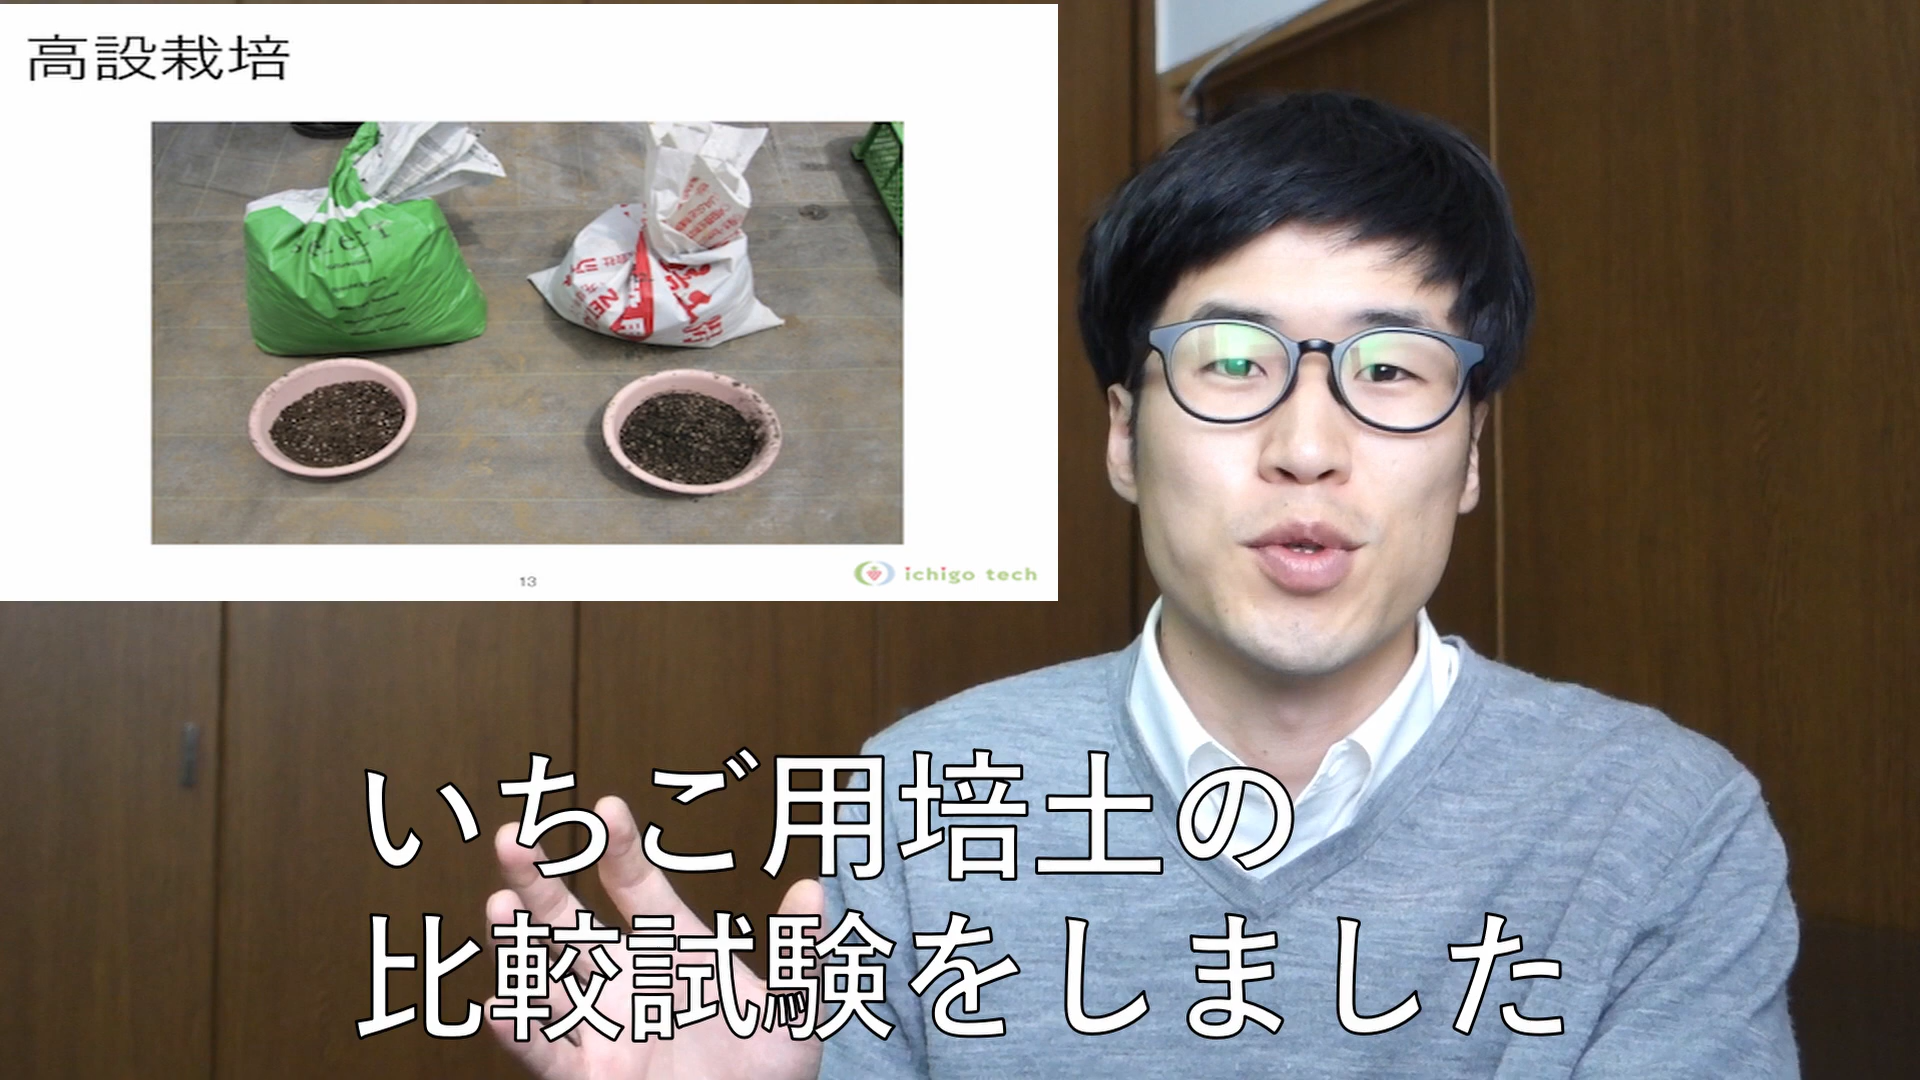 高設栽培
13
ichigo tech
いちご用培土の
比較試験をしました